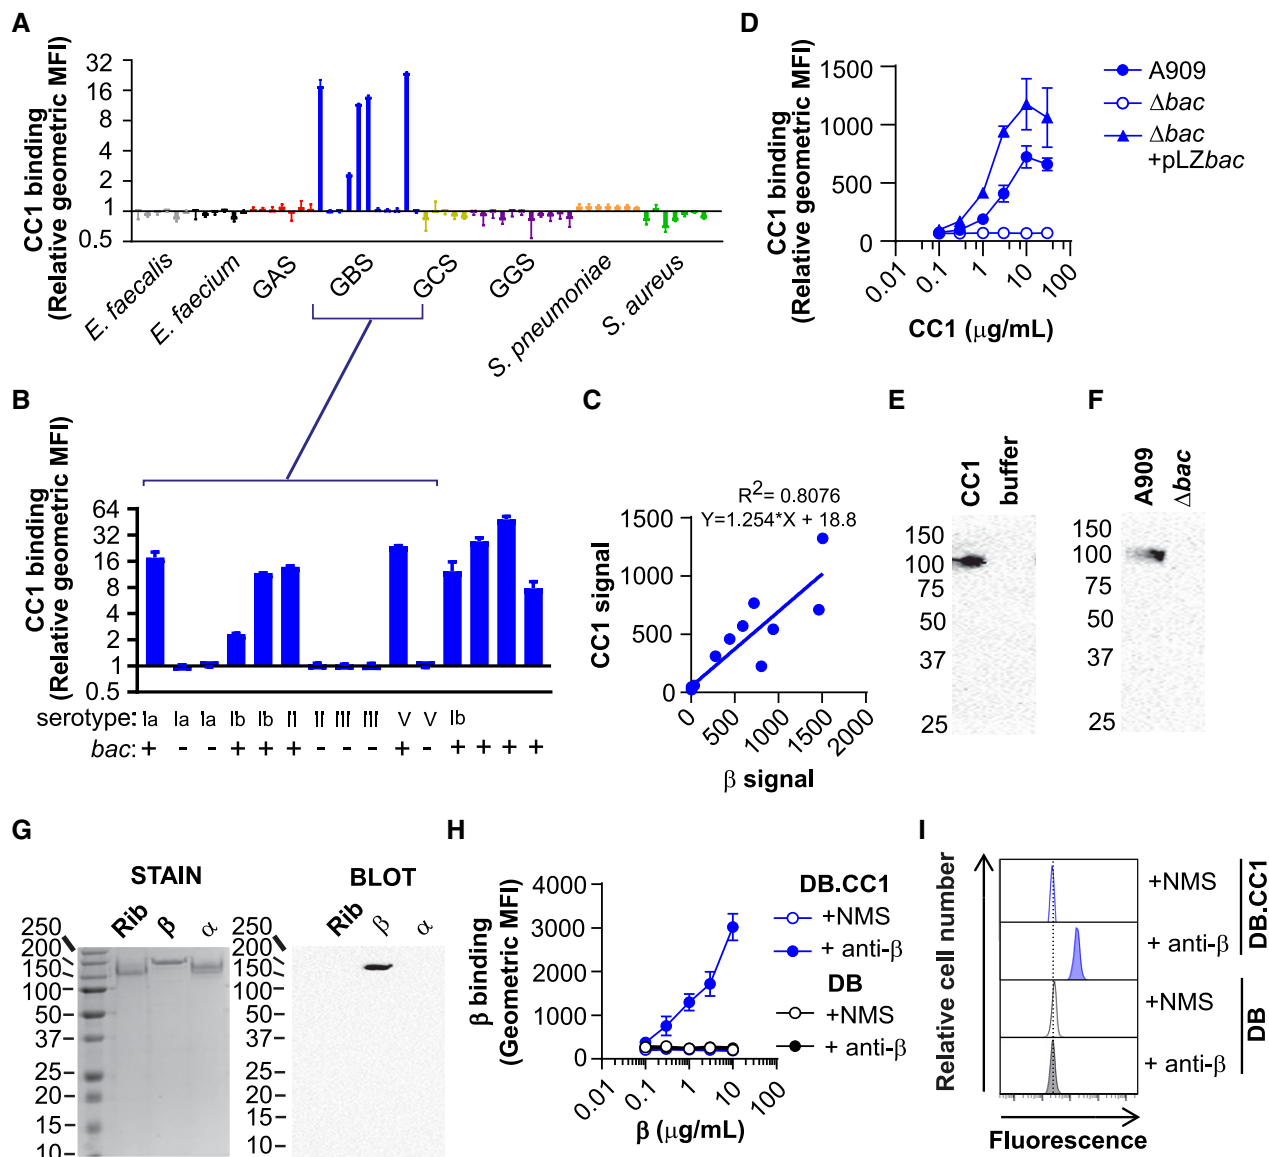 A
CC1 binding
(Relative geometric MFI)
32
16
8
4
2
1
0.5
E. faecalis
E. faecium
GAS
GBS
GCS
GGS
S. pneumoniae
S. aureus
D
CC1 binding
(Relative geometric MFI)
1500
1000
500
0
0.01
0.1
1
10
100
CC1 (μg/mL)
A909
Δbac
Δbac
+pLZbac
B
CC1 binding
(Relative geometric MFI)
64
32
16
8
4
2
1
0.5
serotype: Ia Ia Ia Ib Ib II II III III V V Ib
bac: + - - + + + - - - + - + + + +
C
R2= 0.8076
Y=1.254*X + 18.8
CC1 signal
1500
1000
500
0
0
500
1000
1500
2000
β signal
E
CC1
buffer
150
100
75
50
37
25
F
A909
Δbac
150
100
75
50
37
25
G
STAIN
Rib
β
α
250
200
150
100
50
37
25
20
15
10
BLOT
Rib
β
α
250
200
150
100
50
37
25
20
15
10
H
β binding
(Geometric MFI)
4000
3000
2000
1000
0
0.01
0.1
1
10
100
β (μg/mL)
DB.CC1
+NMS
+ anti-β
DB
+NMS
+ anti-β
I
Relative cell number
+NMS
+ anti-β
DB.CC1
+NMS
+ anti-β
DB
Fluorescence